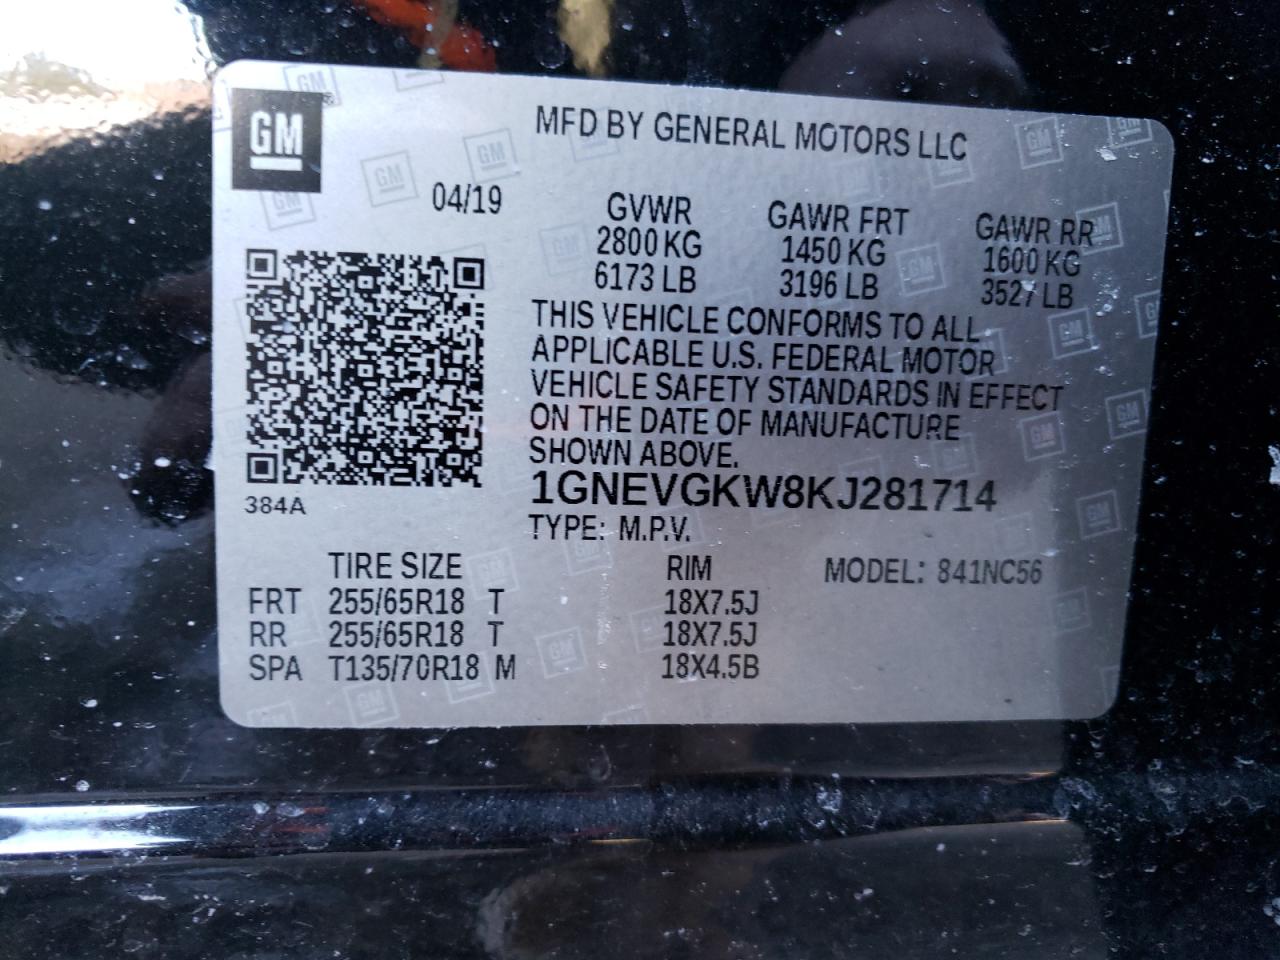 GM
MFD BY GENERAL MOTORS LLC
04/19
GVWR GAWR FRT GAWR RR
2800 KG 1450 KG 1600 KG
6173 LB 3196 LB 3527 LB
THIS VEHICLE CONFORMS TO ALL
APPLICABLE U.S. FEDERAL MOTOR
VEHICLE SAFETY STANDARDS IN EFFECT
ON THE DATE OF MANUFACTURE
SHOWN ABOVE.
384A
1GNEVGKW8KJ281714
TYPE: M.P.V.
TIRE SIZE RIM MODEL: 841NC56
FRT 255/65R18 T 18X7.5J
RR 255/65R18 T 18X7.5J
SPA T135/70R18 M 18X4.5B